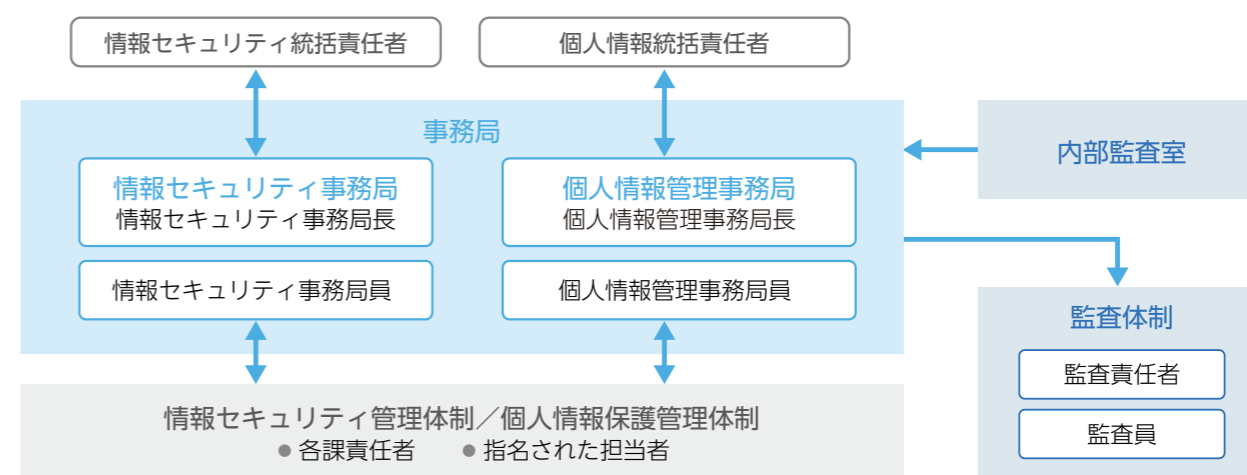 情報セキュリティ統括責任者
個人情報統括責任者
事務局
情報セキュリティ事務局
情報セキュリティ事務局長
個人情報管理事務局
個人情報管理事務局長
情報セキュリティ事務局員
個人情報管理事務局員
情報セキュリティ管理体制／個人情報保護管理体制
●各課責任者　●指名された担当者
内部監査室
監査体制
監査責任者
監査員